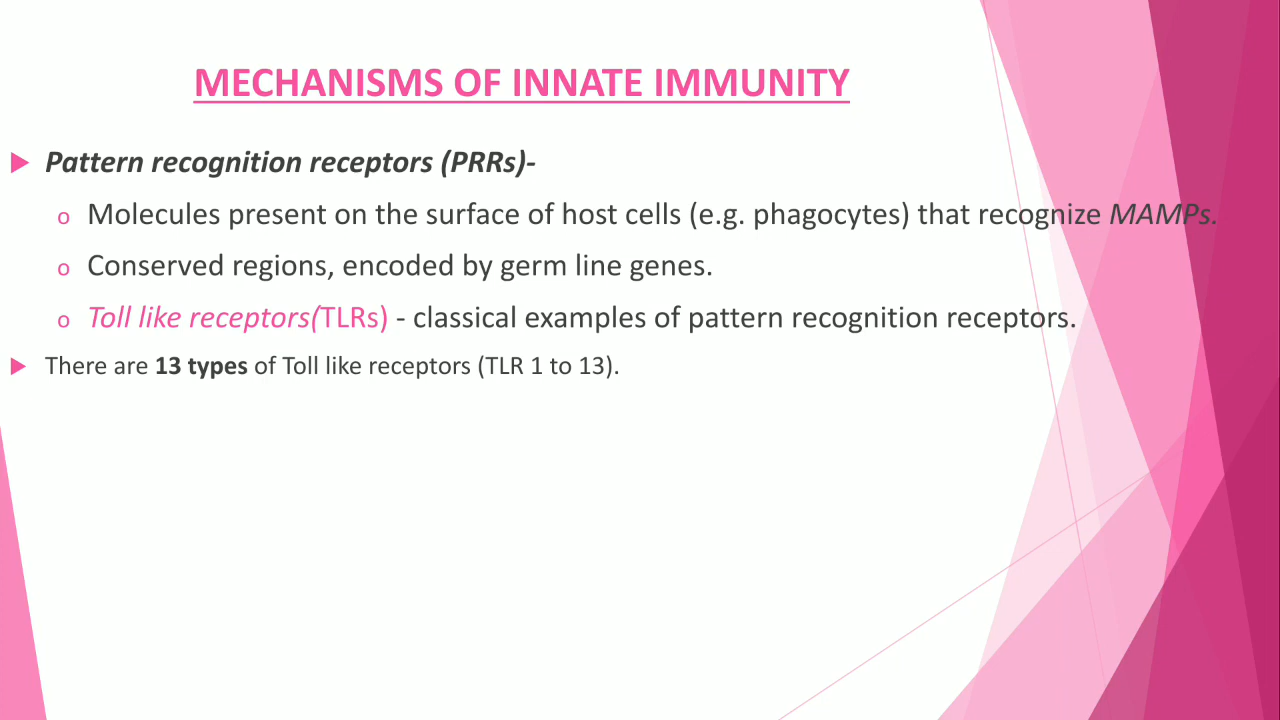 MECHANISMS OF INNATE IMMUNITY
Pattern recognition receptors (PRRs)-
o Molecules present on the surface of host cells (e.g. phagocytes) that recognize MAMPs.
o Conserved regions, encoded by germ line genes.
o Toll like receptors(TLRs) - classical examples of pattern recognition receptors.
There are 13 types of Toll like receptors (TLR 1 to 13).